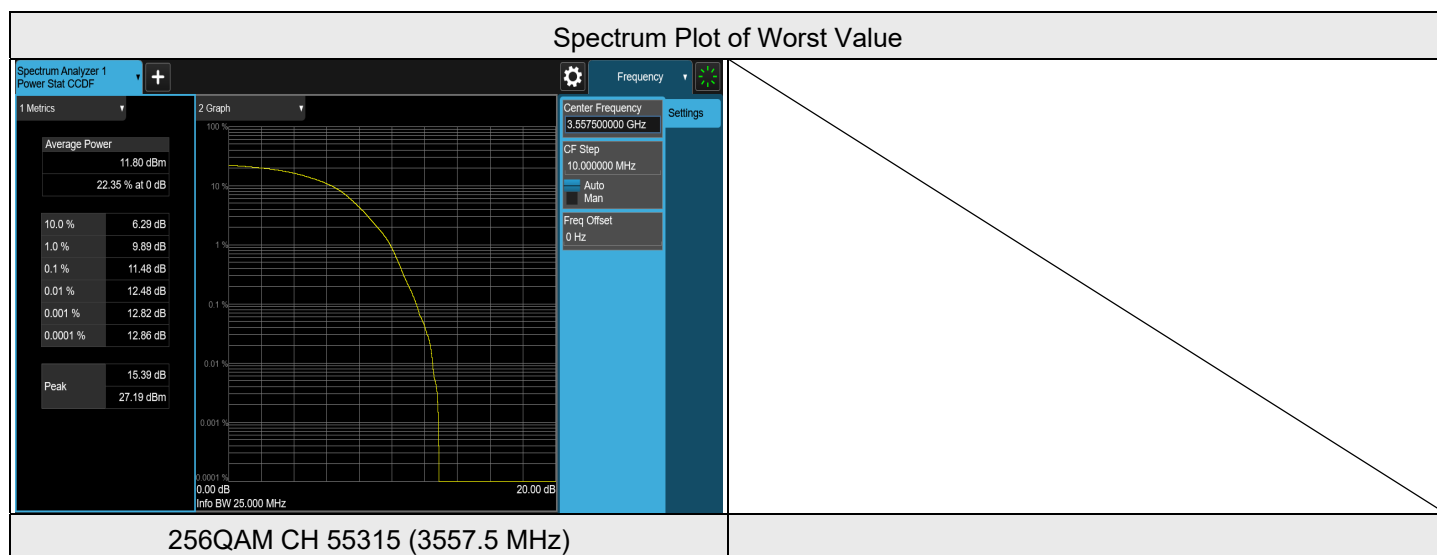 Spectrum Plot of Worst Value
Spectrum Analyzer 1
Power Stat CCDF
+
Frequency
1 Metrics
2 Graph
Center Frequency
3.557500000 GHz
Settings
CF Step
10.000000 MHz
Auto
Man
Freq Offset
0 Hz
Average Power
11.80 dBm
22.35 % at 0 dB
10.0 % 6.29 dB
1.0 % 9.89 dB
0.1 % 11.48 dB
0.01 % 12.48 dB
0.001 % 12.82 dB
0.0001 % 12.86 dB
Peak
15.39 dB
27.19 dBm
100 %
10 %
1 %
0.1 %
0.01 %
0.001 %
0.0001 %
0.00 dB 20.00 dB
Info BW 25.000 MHz
256QAM CH 55315 (3557.5 MHz)